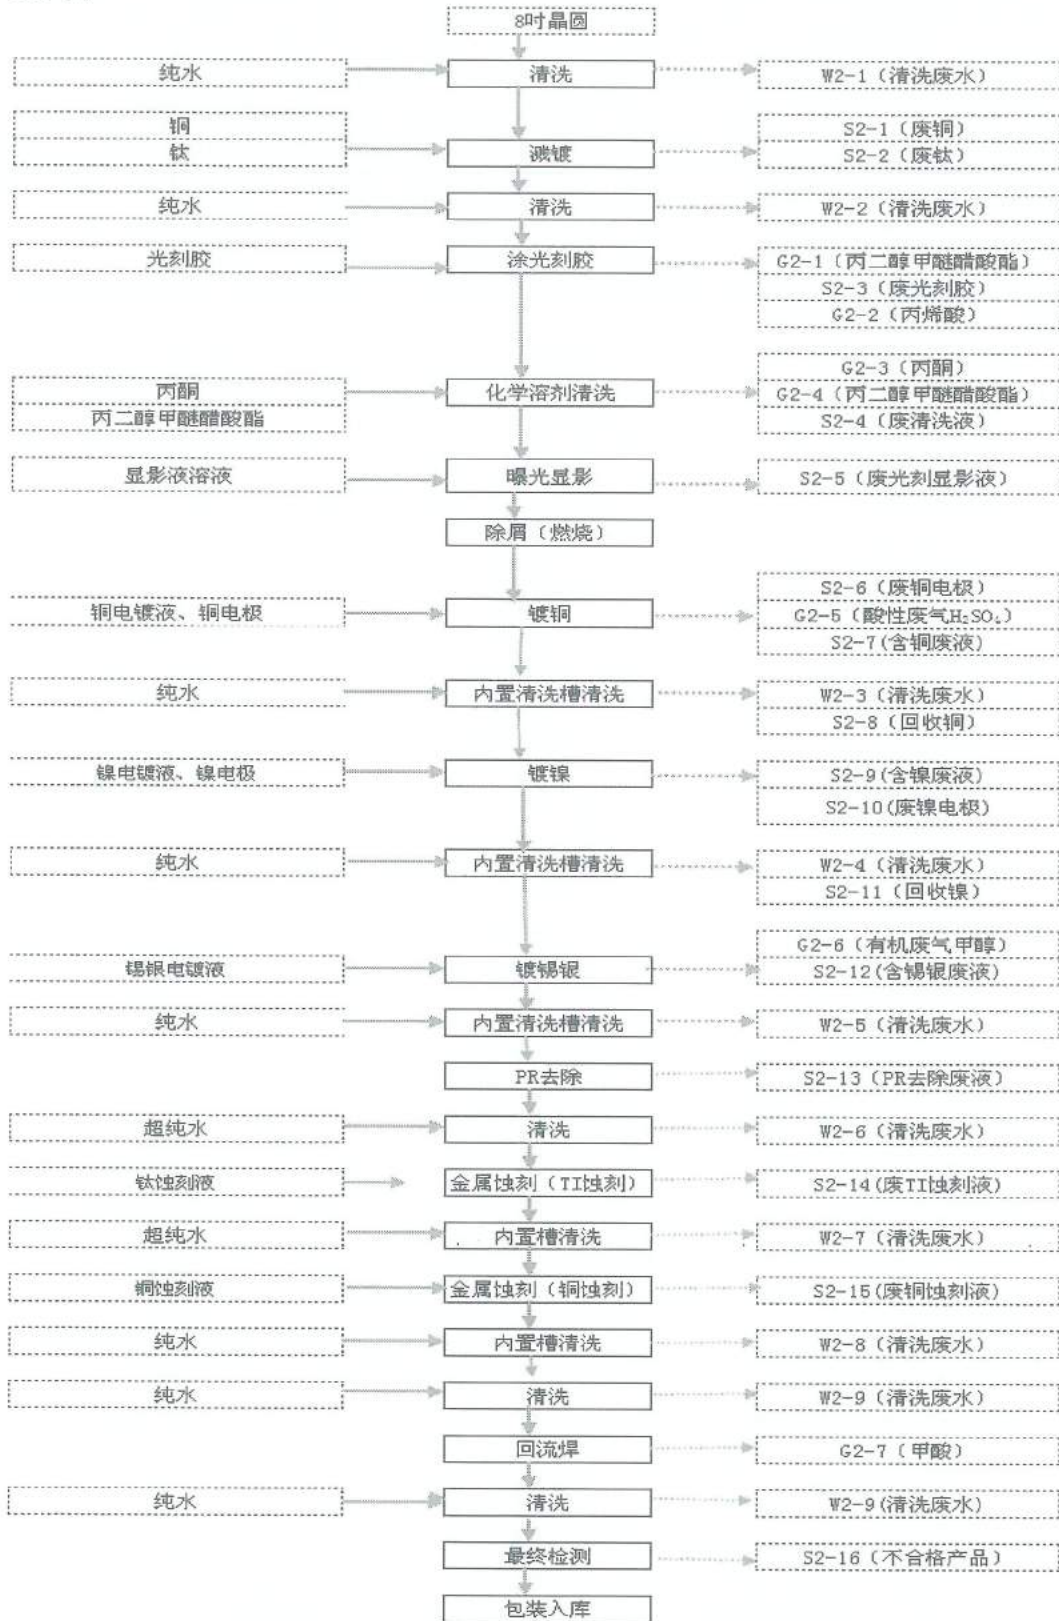 8吋晶圆
纯水 清洗 W2-1（清洗废水）
铜 S2-1（废铜）
钛 溅镀 S2-2（废钛）
纯水 清洗 W2-2（清洗废水）
光刻胶 涂光刻胶 G2-1（丙二醇甲醚醋酸酯）
S2-3（废光刻胶）
G2-2（丙烯酸）
G2-3（丙酮）
丙酮 化学溶剂清洗 G2-4（丙二醇甲醚醋酸酯）
丙二醇甲醚醋酸酯 S2-4（废清洗液）
显影液溶液 曝光显影 S2-5（废光刻显影液）
除屑（燃烧）
S2-6（废铜电极）
铜电镀液、铜电极 镀铜 G2-5（酸性废气H₂SO₄）
S2-7(含铜废液)
纯水 内置清洗槽清洗 W2-3（清洗废水）
S2-8（回收铜）
镍电镀液、镍电极 镀镍 S2-9(含镍废液)
S2-10(废镍电极)
纯水 内置清洗槽清洗 W2-4（清洗废水）
S2-11（回收镍）
G2-6（有机废气甲醇）
锡银电镀液 镀锡银 S2-12(含锡银废液)
纯水 内置清洗槽清洗 W2-5（清洗废水）
PR去除 S2-13（PR去除废液）
超纯水 清洗 W2-6（清洗废水）
钛蚀刻液 金属蚀刻（TI蚀刻） S2-14(废TI蚀刻液)
超纯水 内置槽清洗 W2-7（清洗废水）
铜蚀刻液 金属蚀刻（铜蚀刻） S2-15(废铜蚀刻液)
纯水 内置槽清洗 W2-8（清洗废水）
纯水 清洗 W2-9（清洗废水）
回流焊 G2-7（甲酸）
纯水 清洗 W2-9(清洗废水)
最终检测 S2-16（不合格产品）
包装入库